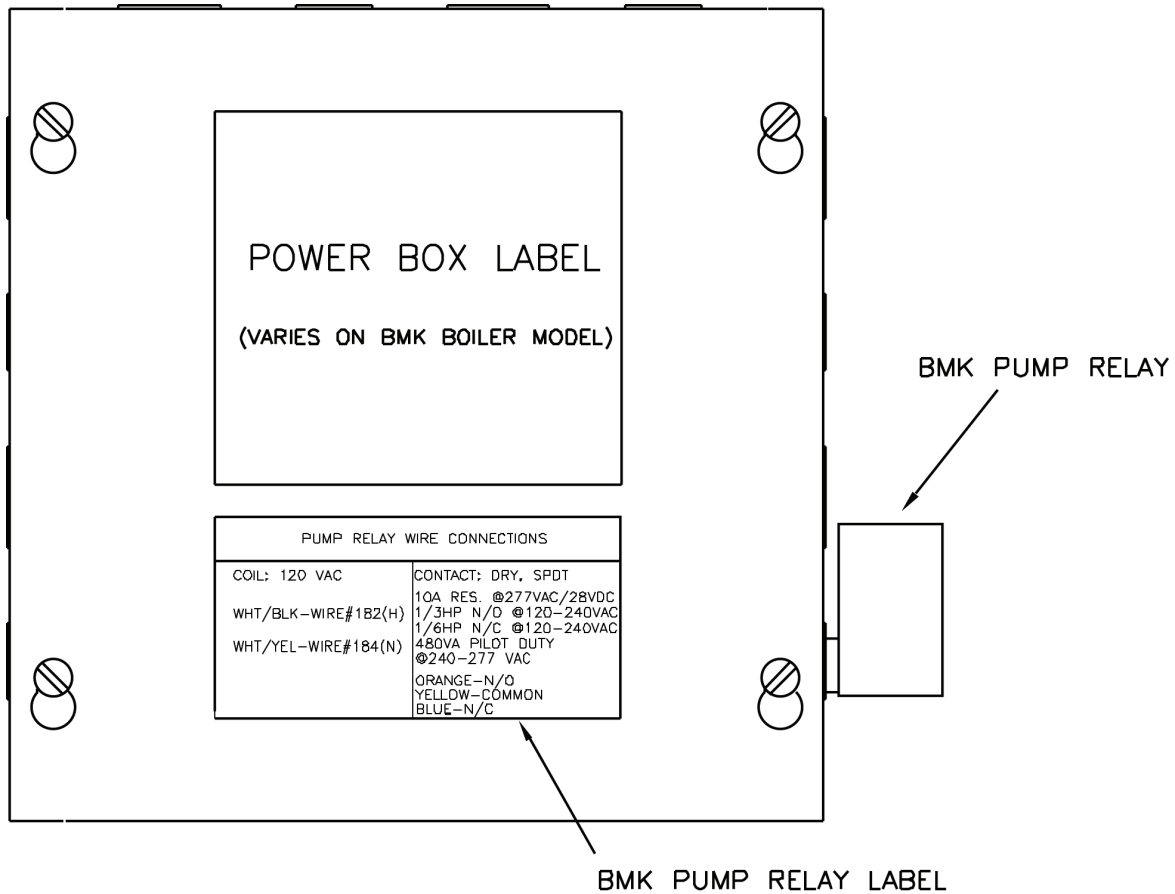 POWER BOX LABEL
(VARIES ON BMK BOILER MODEL)
BMK PUMP RELAY
PUMP RELAY WIRE CONNECTIONS
COIL: 120 VAC
WHT/BLK-WIRE#182(H)
WHT/YEL-WIRE#184(N)
CONTACT: DRY, SPDT
10A RES. @277VAC/28VDC
1/3HP N/O @120-240VAC
1/6HP N/C @120-240VAC
480VA PILOT DUTY
@240-277 VAC
ORANGE-N/O
YELLOW-COMMON
BLUE-N/C
BMK PUMP RELAY LABEL